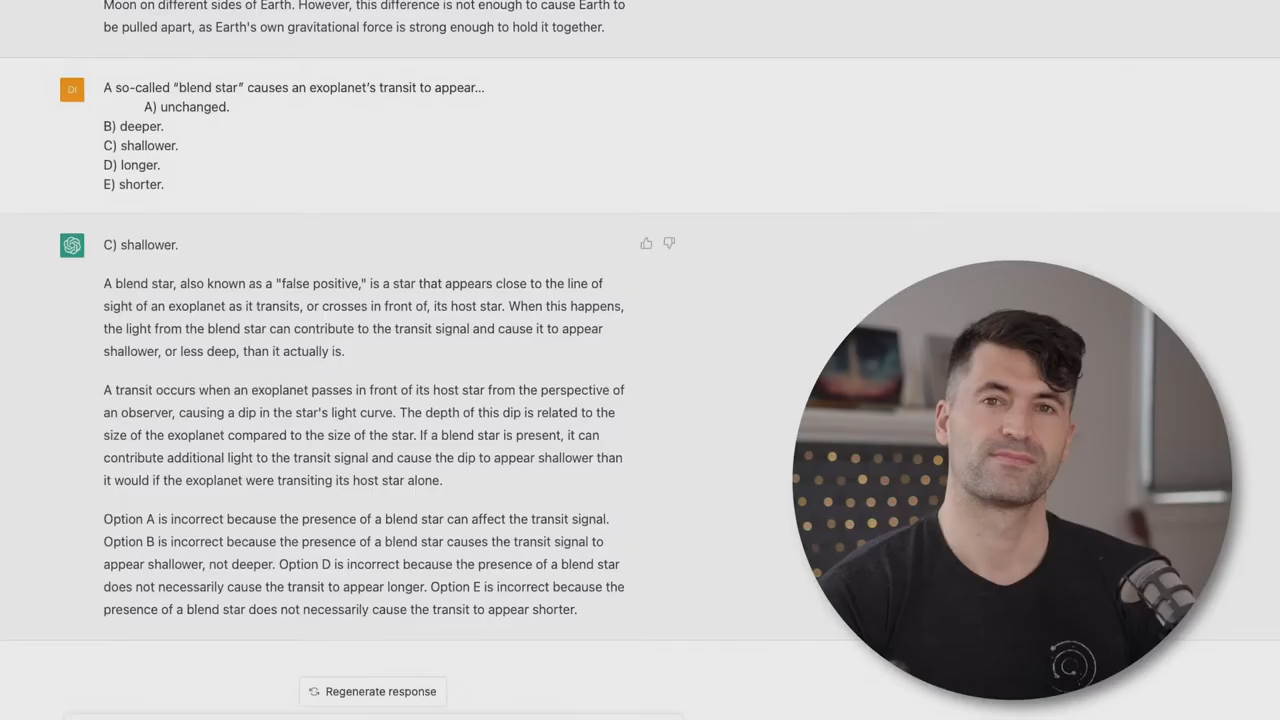 Moon on different sides of Earth. However, this difference is not enough to cause Earth to
be pulled apart, as Earth's own gravitational force is strong enough to hold it together.
DI
A so-called “blend star” causes an exoplanet’s transit to appear...
A) unchanged.
B) deeper.
C) shallower.
D) longer.
E) shorter.
C) shallower.
A blend star, also known as a "false positive," is a star that appears close to the line of
sight of an exoplanet as it transits, or crosses in front of, its host star. When this happens,
the light from the blend star can contribute to the transit signal and cause it to appear
shallower, or less deep, than it actually is.
A transit occurs when an exoplanet passes in front of its host star from the perspective of
an observer, causing a dip in the star's light curve. The depth of this dip is related to the
size of the exoplanet compared to the size of the star. If a blend star is present, it can
contribute additional light to the transit signal and cause the dip to appear shallower than
it would if the exoplanet were transiting its host star alone.
Option A is incorrect because the presence of a blend star can affect the transit signal.
Option B is incorrect because the presence of a blend star causes the transit signal to
appear shallower, not deeper. Option D is incorrect because the presence of a blend star
does not necessarily cause the transit to appear longer. Option E is incorrect because the
presence of a blend star does not necessarily cause the transit to appear shorter.
Regenerate response